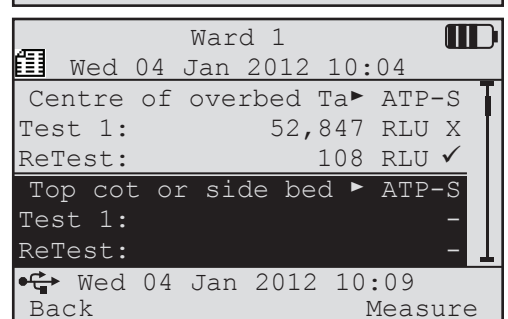 Ward 1
Wed 04 Jan 2012 10:04
Centre of overbed Ta► ATP-S
Test 1: 52,847 RLU X
ReTest: 108 RLU ✓
Top cot or side bed ► ATP-S
Test 1: -
ReTest: -
Wed 04 Jan 2012 10:09
Back Measure